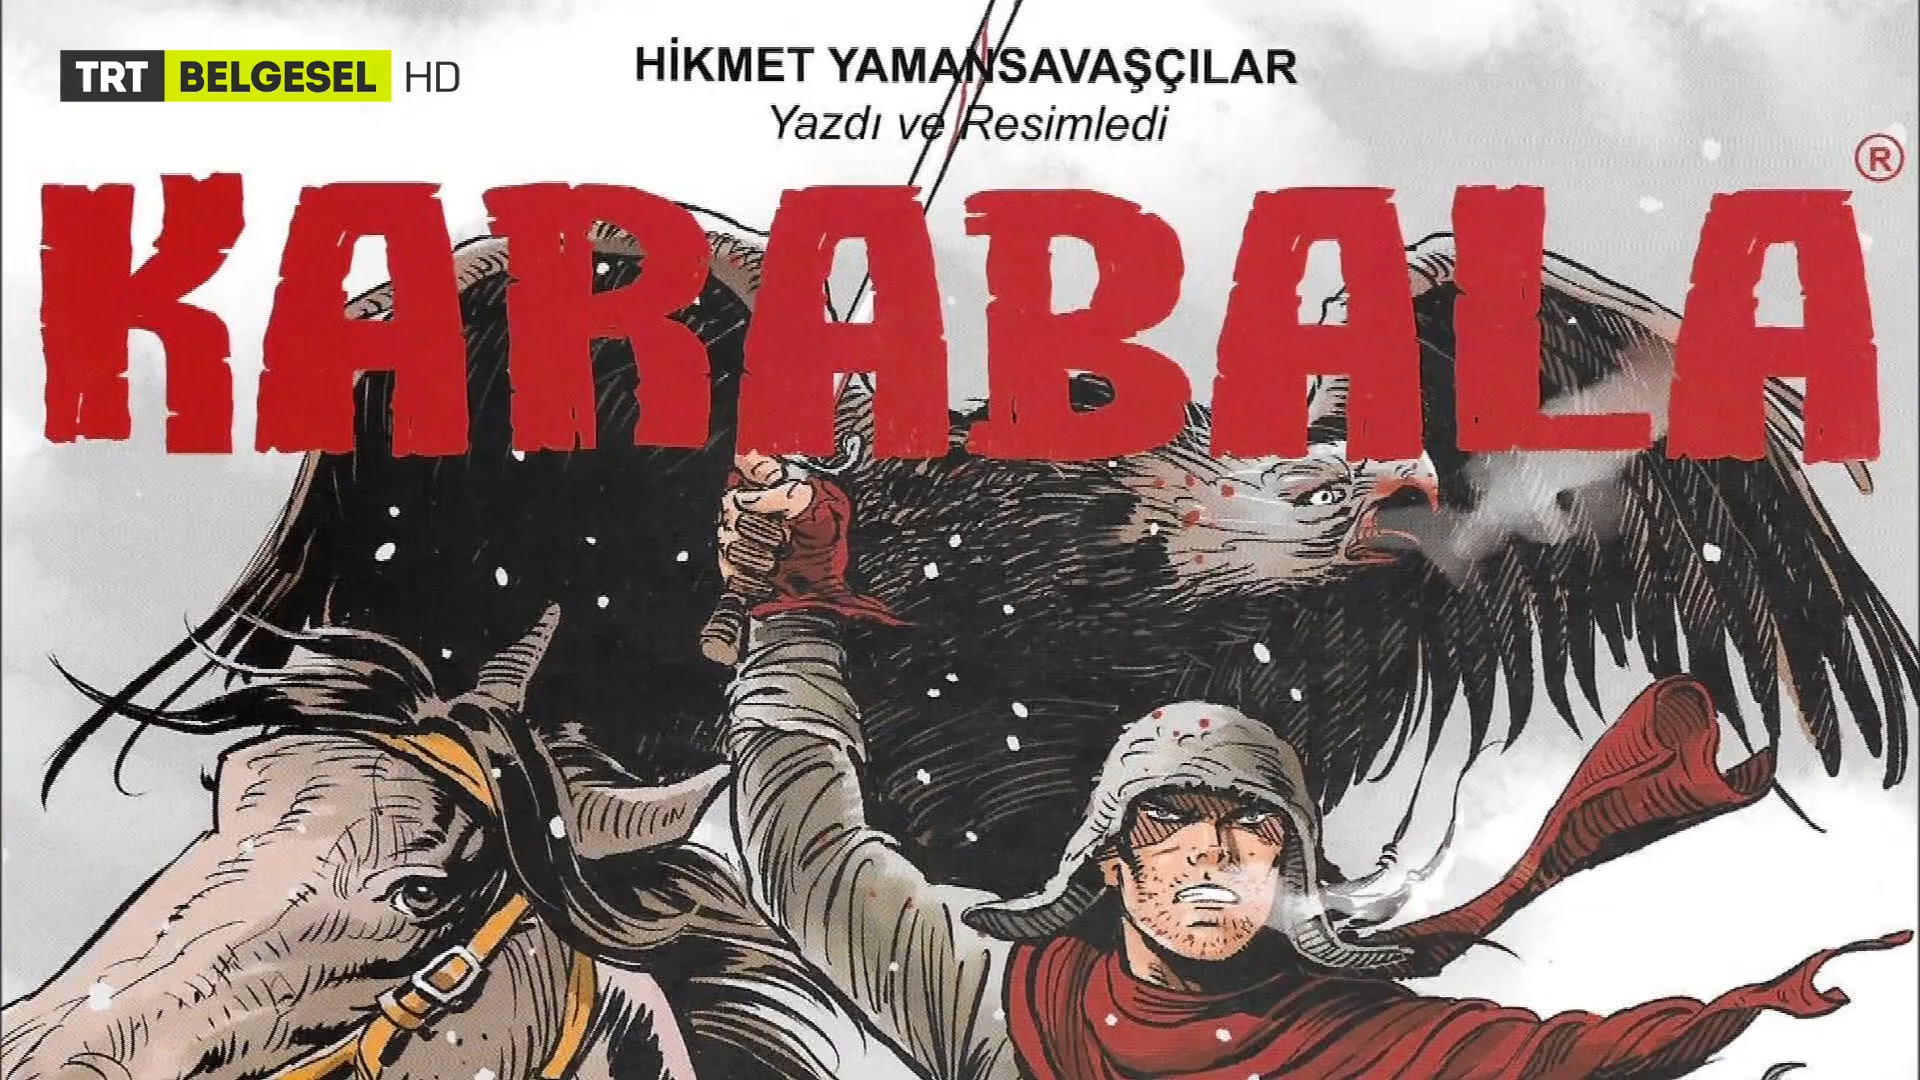 TRT BELGESEL HD
HİKMET YAMANSAVAŞÇILAR
Yazdı ve Resimledi
KARABALA ®